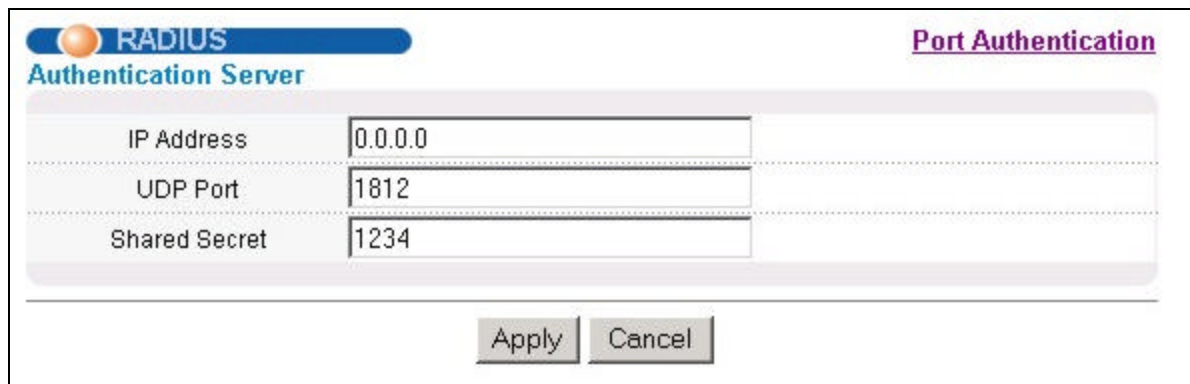 RADIUS
Port Authentication
Authentication Server
IP Address 0.0.0.0
UDP Port 1812
Shared Secret 1234
Apply Cancel